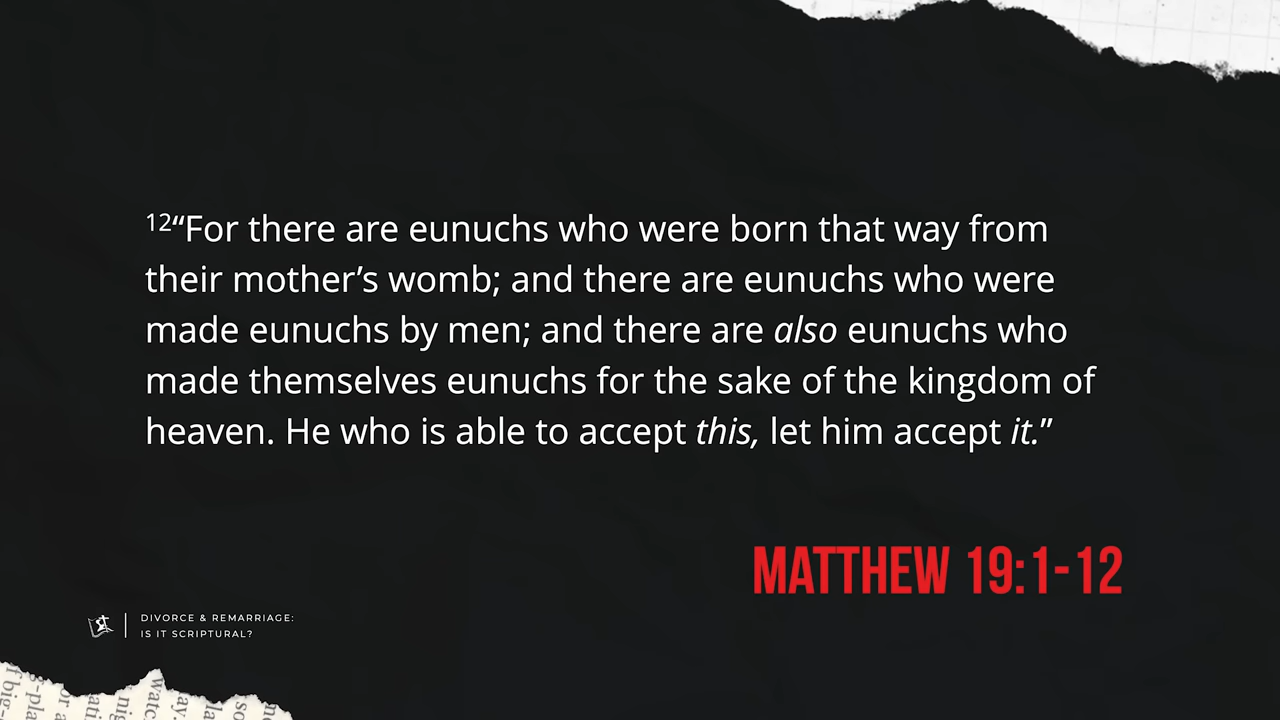 12“For there are eunuchs who were born that way from
their mother’s womb; and there are eunuchs who were
made eunuchs by men; and there are also eunuchs who
made themselves eunuchs for the sake of the kingdom of
heaven. He who is able to accept this, let him accept it.”
MATTHEW 19:1-12
DIVORCE & REMARRIAGE:
IS IT SCRIPTURAL?